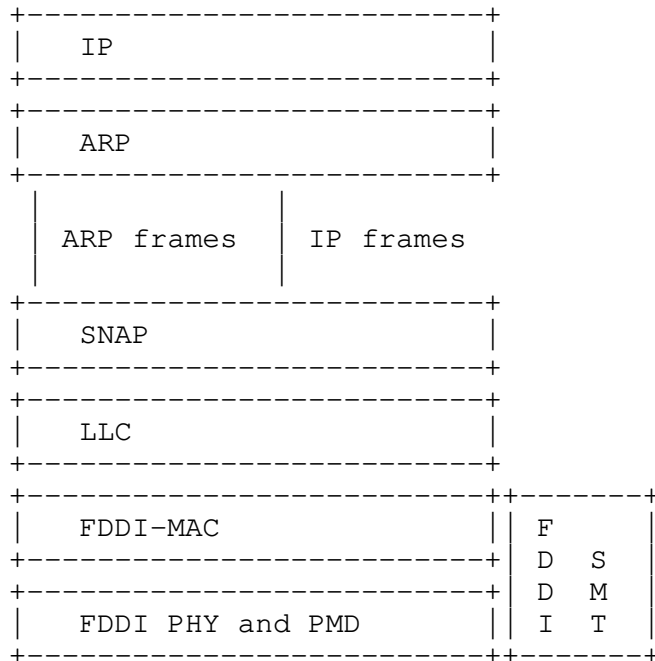 IP
ARP
ARP frames IP frames
SNAP
LLC
FDDI-MAC F
D S
D M
FDDI PHY and PMD I T